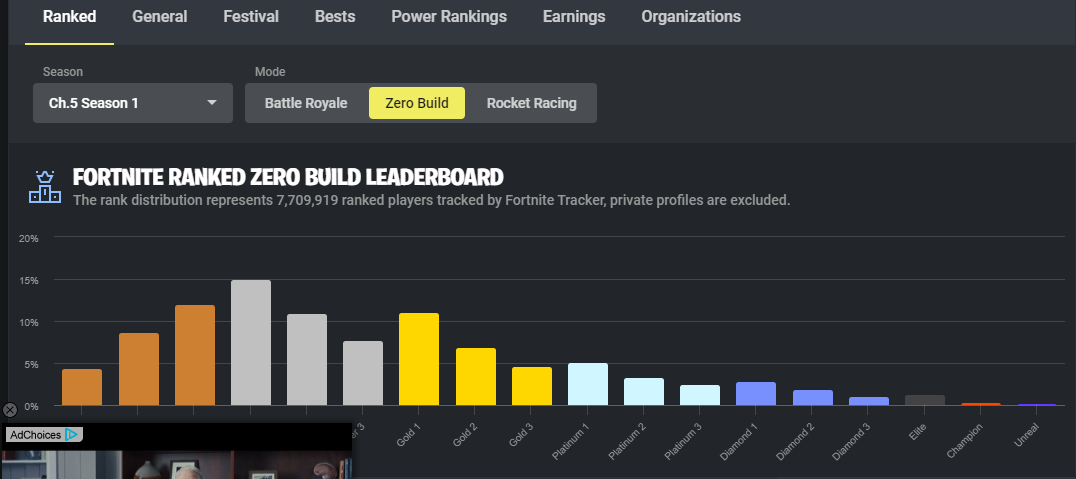 Ranked General Festival Bests Power Rankings Earnings Organizations
Season Mode
Ch.5 Season 1 Battle Royale Zero Build Rocket Racing
FORTNITE RANKED ZERO BUILD LEADERBOARD
The rank distribution represents 7,709,919 ranked players tracked by Fortnite Tracker, private profiles are excluded.
20%
15%
10%
5%
0%
3 Gold 1 Gold 2 Gold 3 Platinum 1 Platinum 2 Platinum 3 Diamond 1 Diamond 2 Diamond 3 Elite Champion Unreal
AdChoices